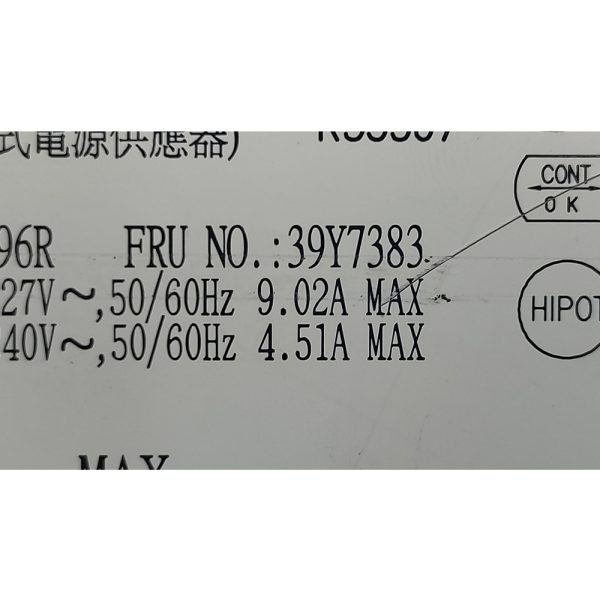 式電源供應器)
CONT
O K
96R FRU NO.:39Y7383
27V～,50/60Hz 9.02A MAX
HIPOT
40V～,50/60Hz 4.51A MAX
MAX